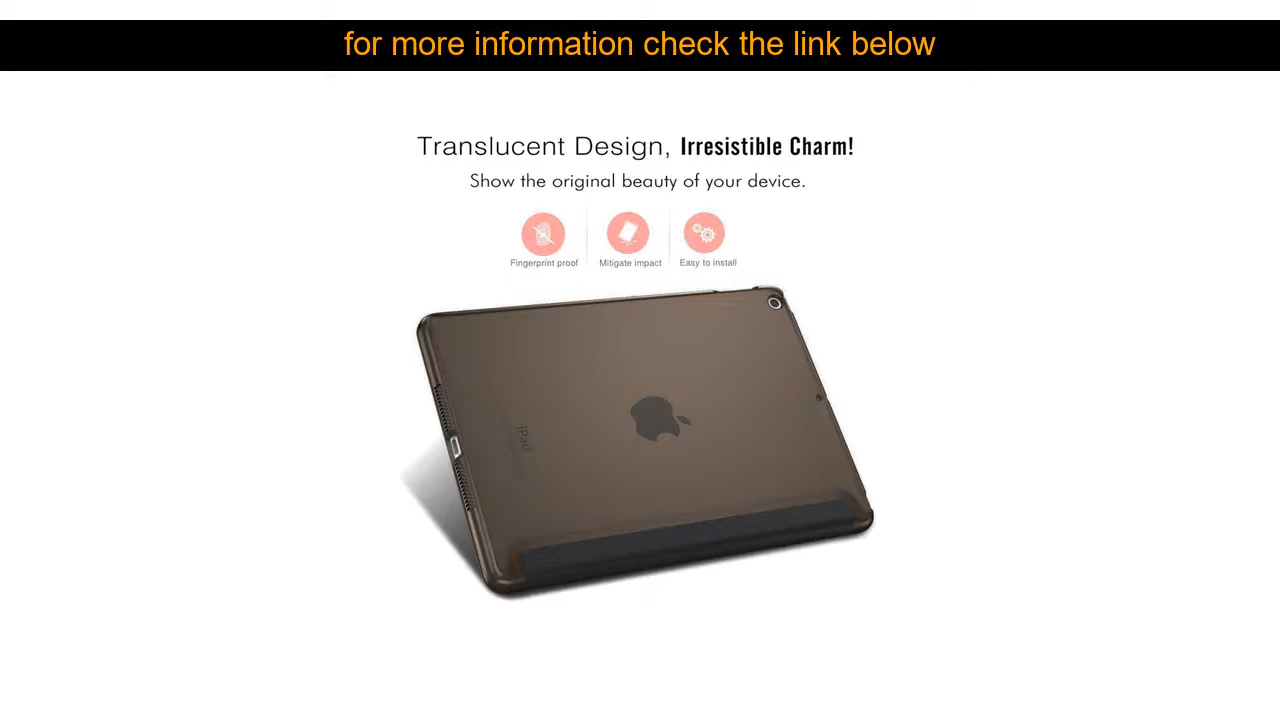 for more information check the link below
Translucent Design, Irresistible Charm!
Show the original beauty of your device.
Fingerprint proof
Mitigate impact
Easy to install
iPad